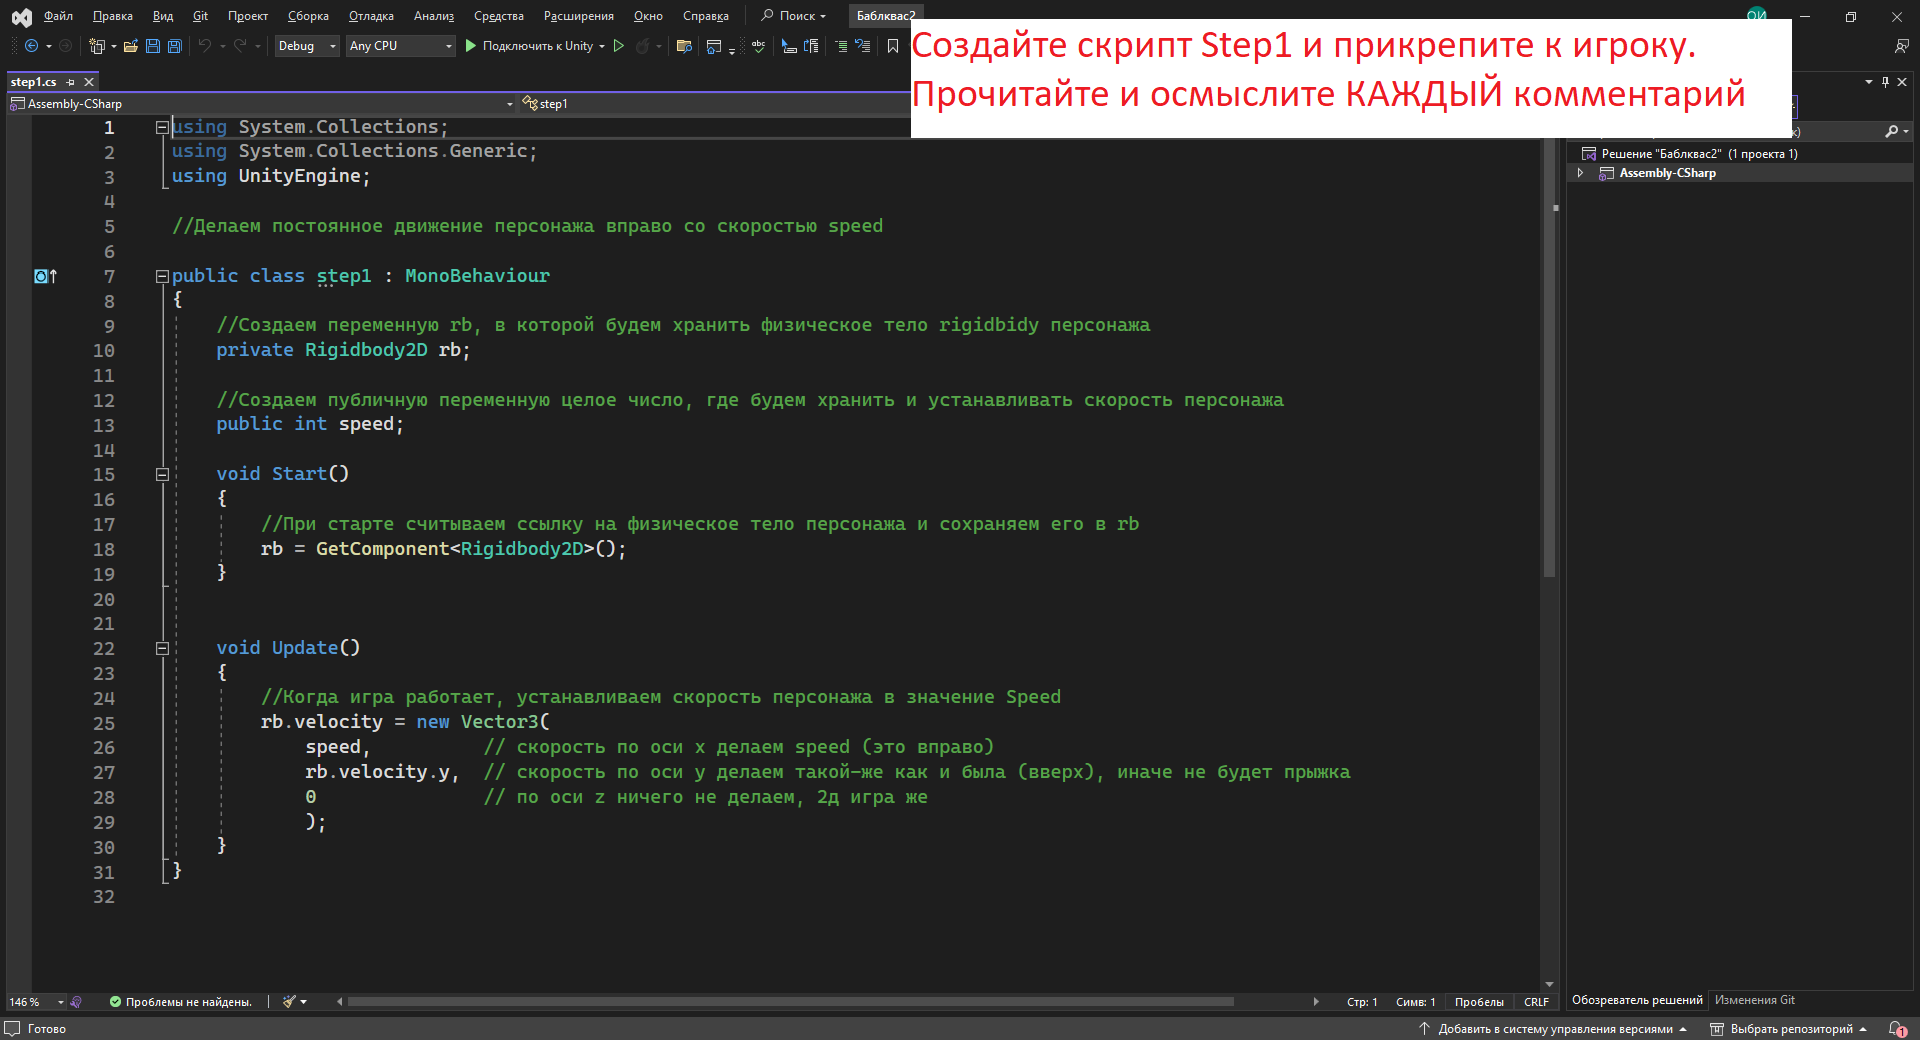 Файл Правка Вид Git Проект Сборка Отладка Анализ Средства Расширения Окно Справка Поиск Баблквас2 ОИ
Debug Any CPU Подключить к Unity
Создайте скрипт Step1 и прикрепите к игроку.
Прочитайте и осмыслите КАЖДЫЙ комментарий
step1.cs
Assembly-CSharp step1
1 using System.Collections;
2 using System.Collections.Generic;
3 using UnityEngine;
4
5 //Делаем постоянное движение персонажа вправо со скоростью speed
6
7 public class step1 : MonoBehaviour
8 {
9 //Создаем переменную rb, в которой будем хранить физическое тело rigidbidy персонажа
10 private Rigidbody2D rb;
11
12 //Создаем публичную переменную целое число, где будем хранить и устанавливать скорость персонажа
13 public int speed;
14
15 void Start()
16 {
17 //При старте считываем ссылку на физическое тело персонажа и сохраняем его в rb
18 rb = GetComponent<Rigidbody2D>();
19 }
20
21
22 void Update()
23 {
24 //Когда игра работает, устанавливаем скорость персонажа в значение Speed
25 rb.velocity = new Vector3(
26 speed, // скорость по оси x делаем speed (это вправо)
27 rb.velocity.y, // скорость по оси y делаем такой-же как и была (вверх), иначе не будет прыжка
28 0 // по оси z ничего не делаем, 2д игра же
29 );
30 }
31 }
32
Решение "Баблквас2" (1 проекта 1)
Assembly-CSharp
146 % Проблемы не найдены. Стр: 1 Симв: 1 Пробелы CRLF
Обозреватель решений Изменения Git
Готово Добавить в систему управления версиями Выбрать репозиторий 1